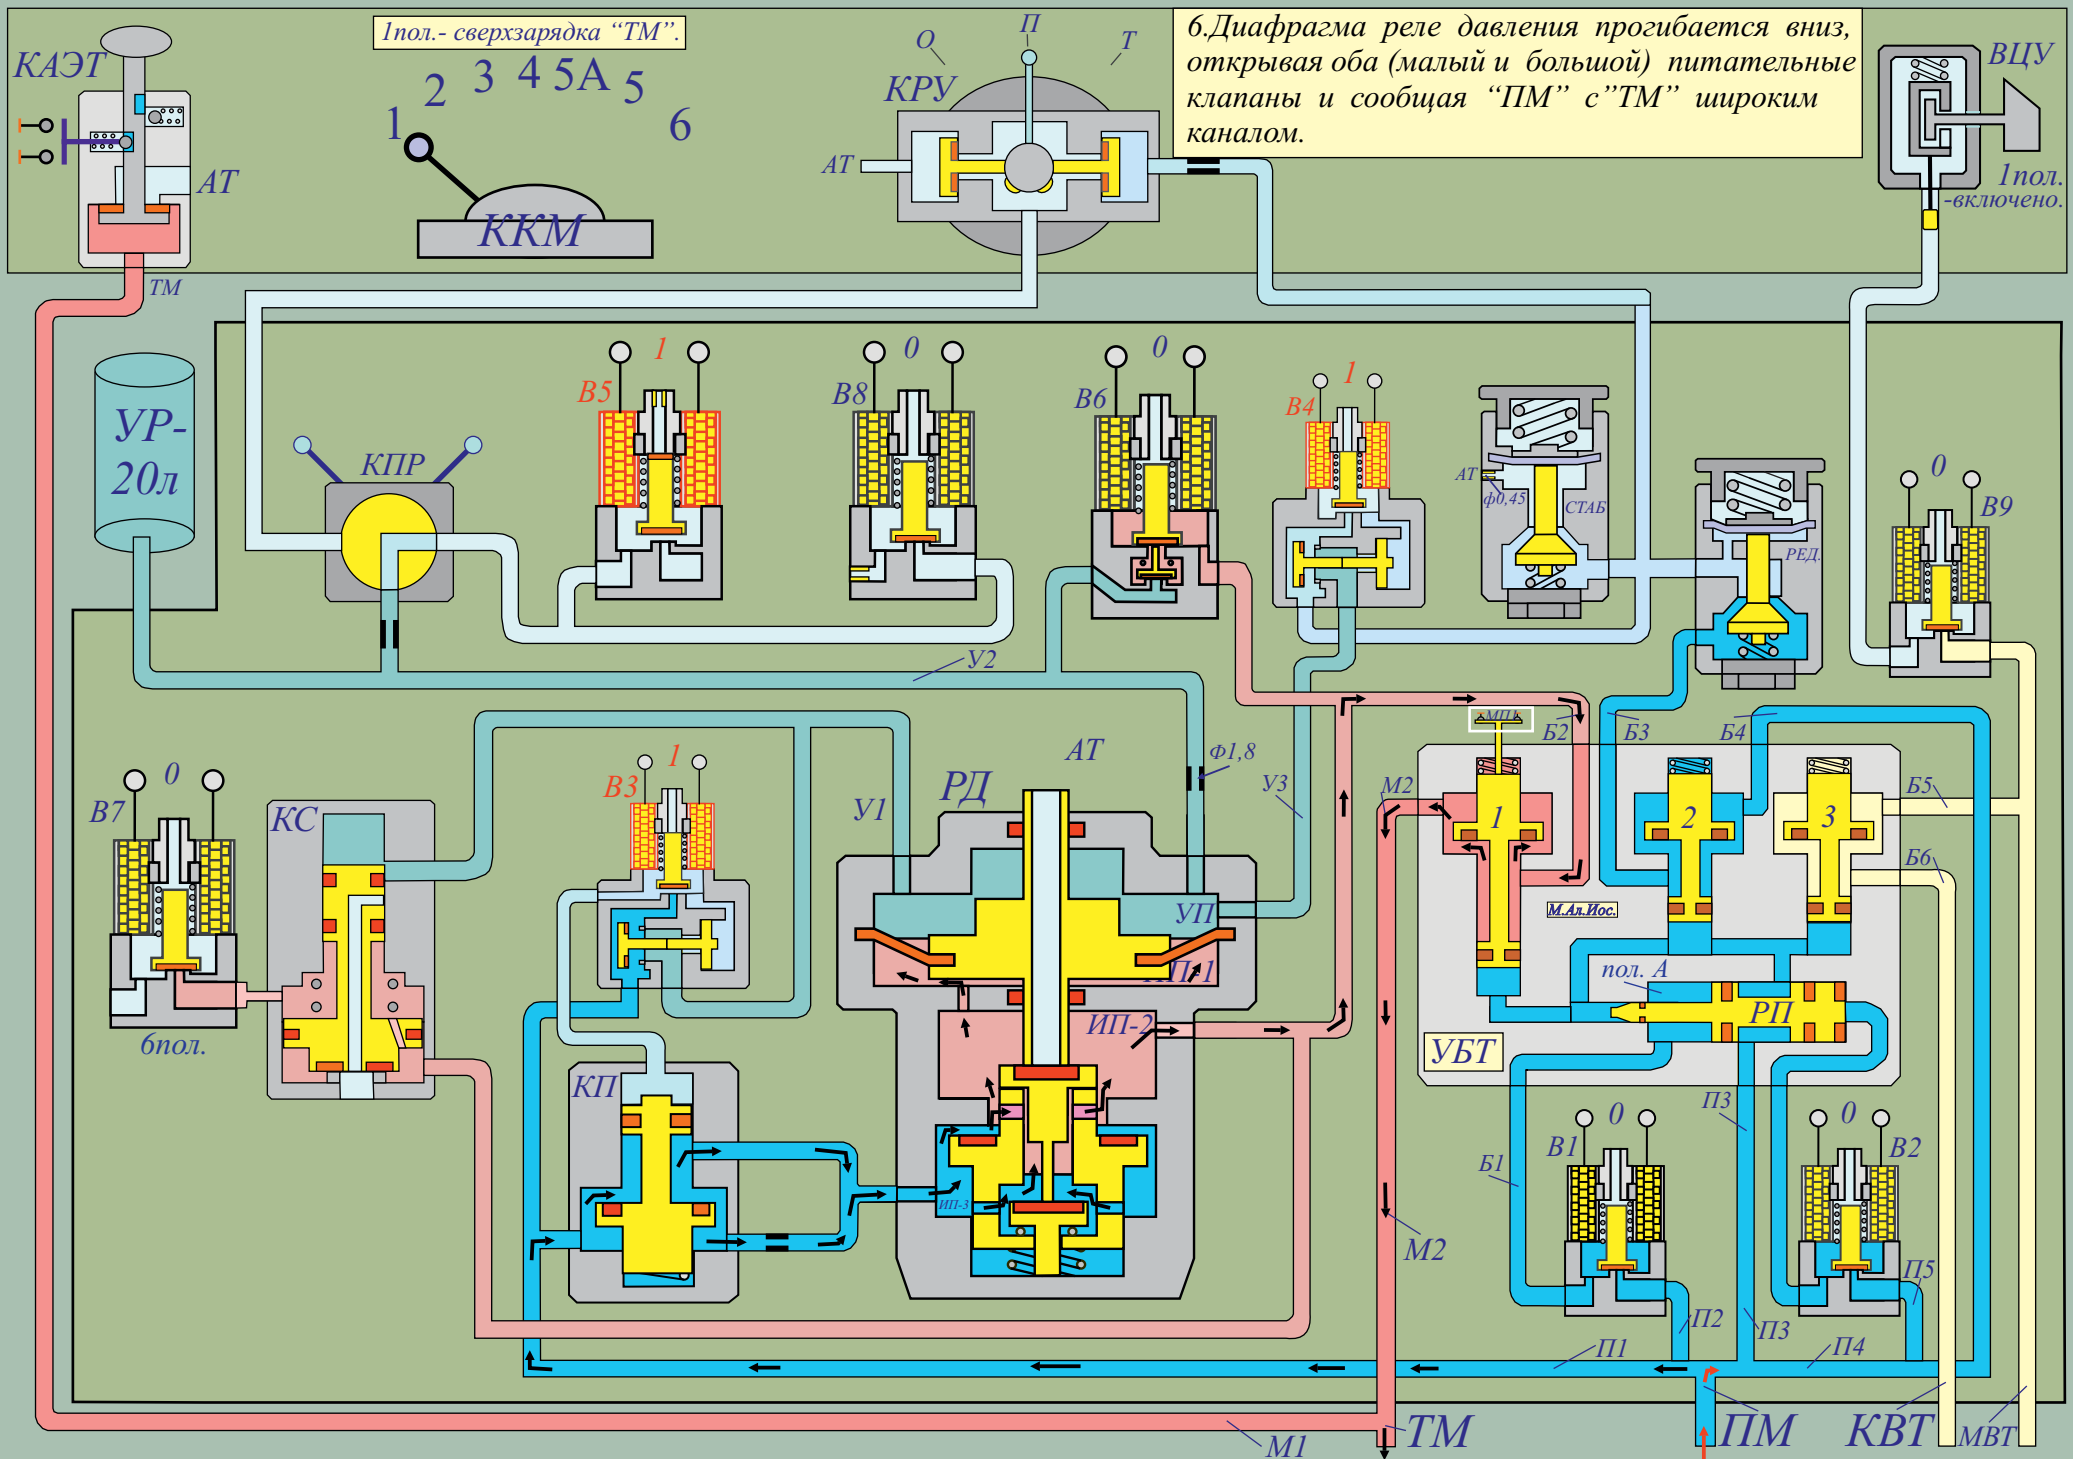 КАЭТ
АТ
ТМ
1пол.- сверхзарядка “ТМ”.
1
2
3
4
5А
5
6
ККМ
О
П
Т
КРУ
АТ
6.Диафрагма реле давления прогибается вниз,
открывая оба (малый и большой) питательные
клапаны и сообщая “ПМ” с”ТМ” широким
каналом.
ВЦУ
1пол.
-включено.
УР-
20л
КПР
В5
1
В8
0
В6
0
В4
1
АТ
ф0,45
СТАБ
РЕД.
0
В9
У2
В7
0
6пол.
КС
В3
1
КП
У1
РД
АТ
Ф1,8
У3
УП
ИП-1
ИП-2
ИП-3
МПУ
М2
Б2
Б3
Б4
Б5
Б6
1
2
3
М.Ал.Иос.
пол. А
РП
УБТ
П3
В1
0
В2
0
Б1
П2
П3
П5
П4
П1
М2
М1
ТМ
ПМ
КВТ
МВТ